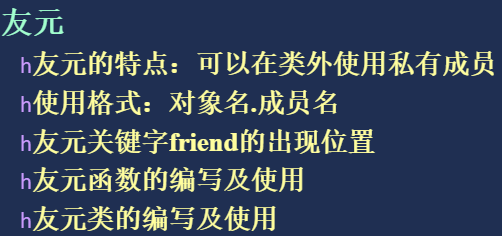 友元
h友元的特点：可以在类外使用私有成员
h使用格式：对象名.成员名
h友元关键字friend的出现位置
h友元函数的编写及使用
h友元类的编写及使用